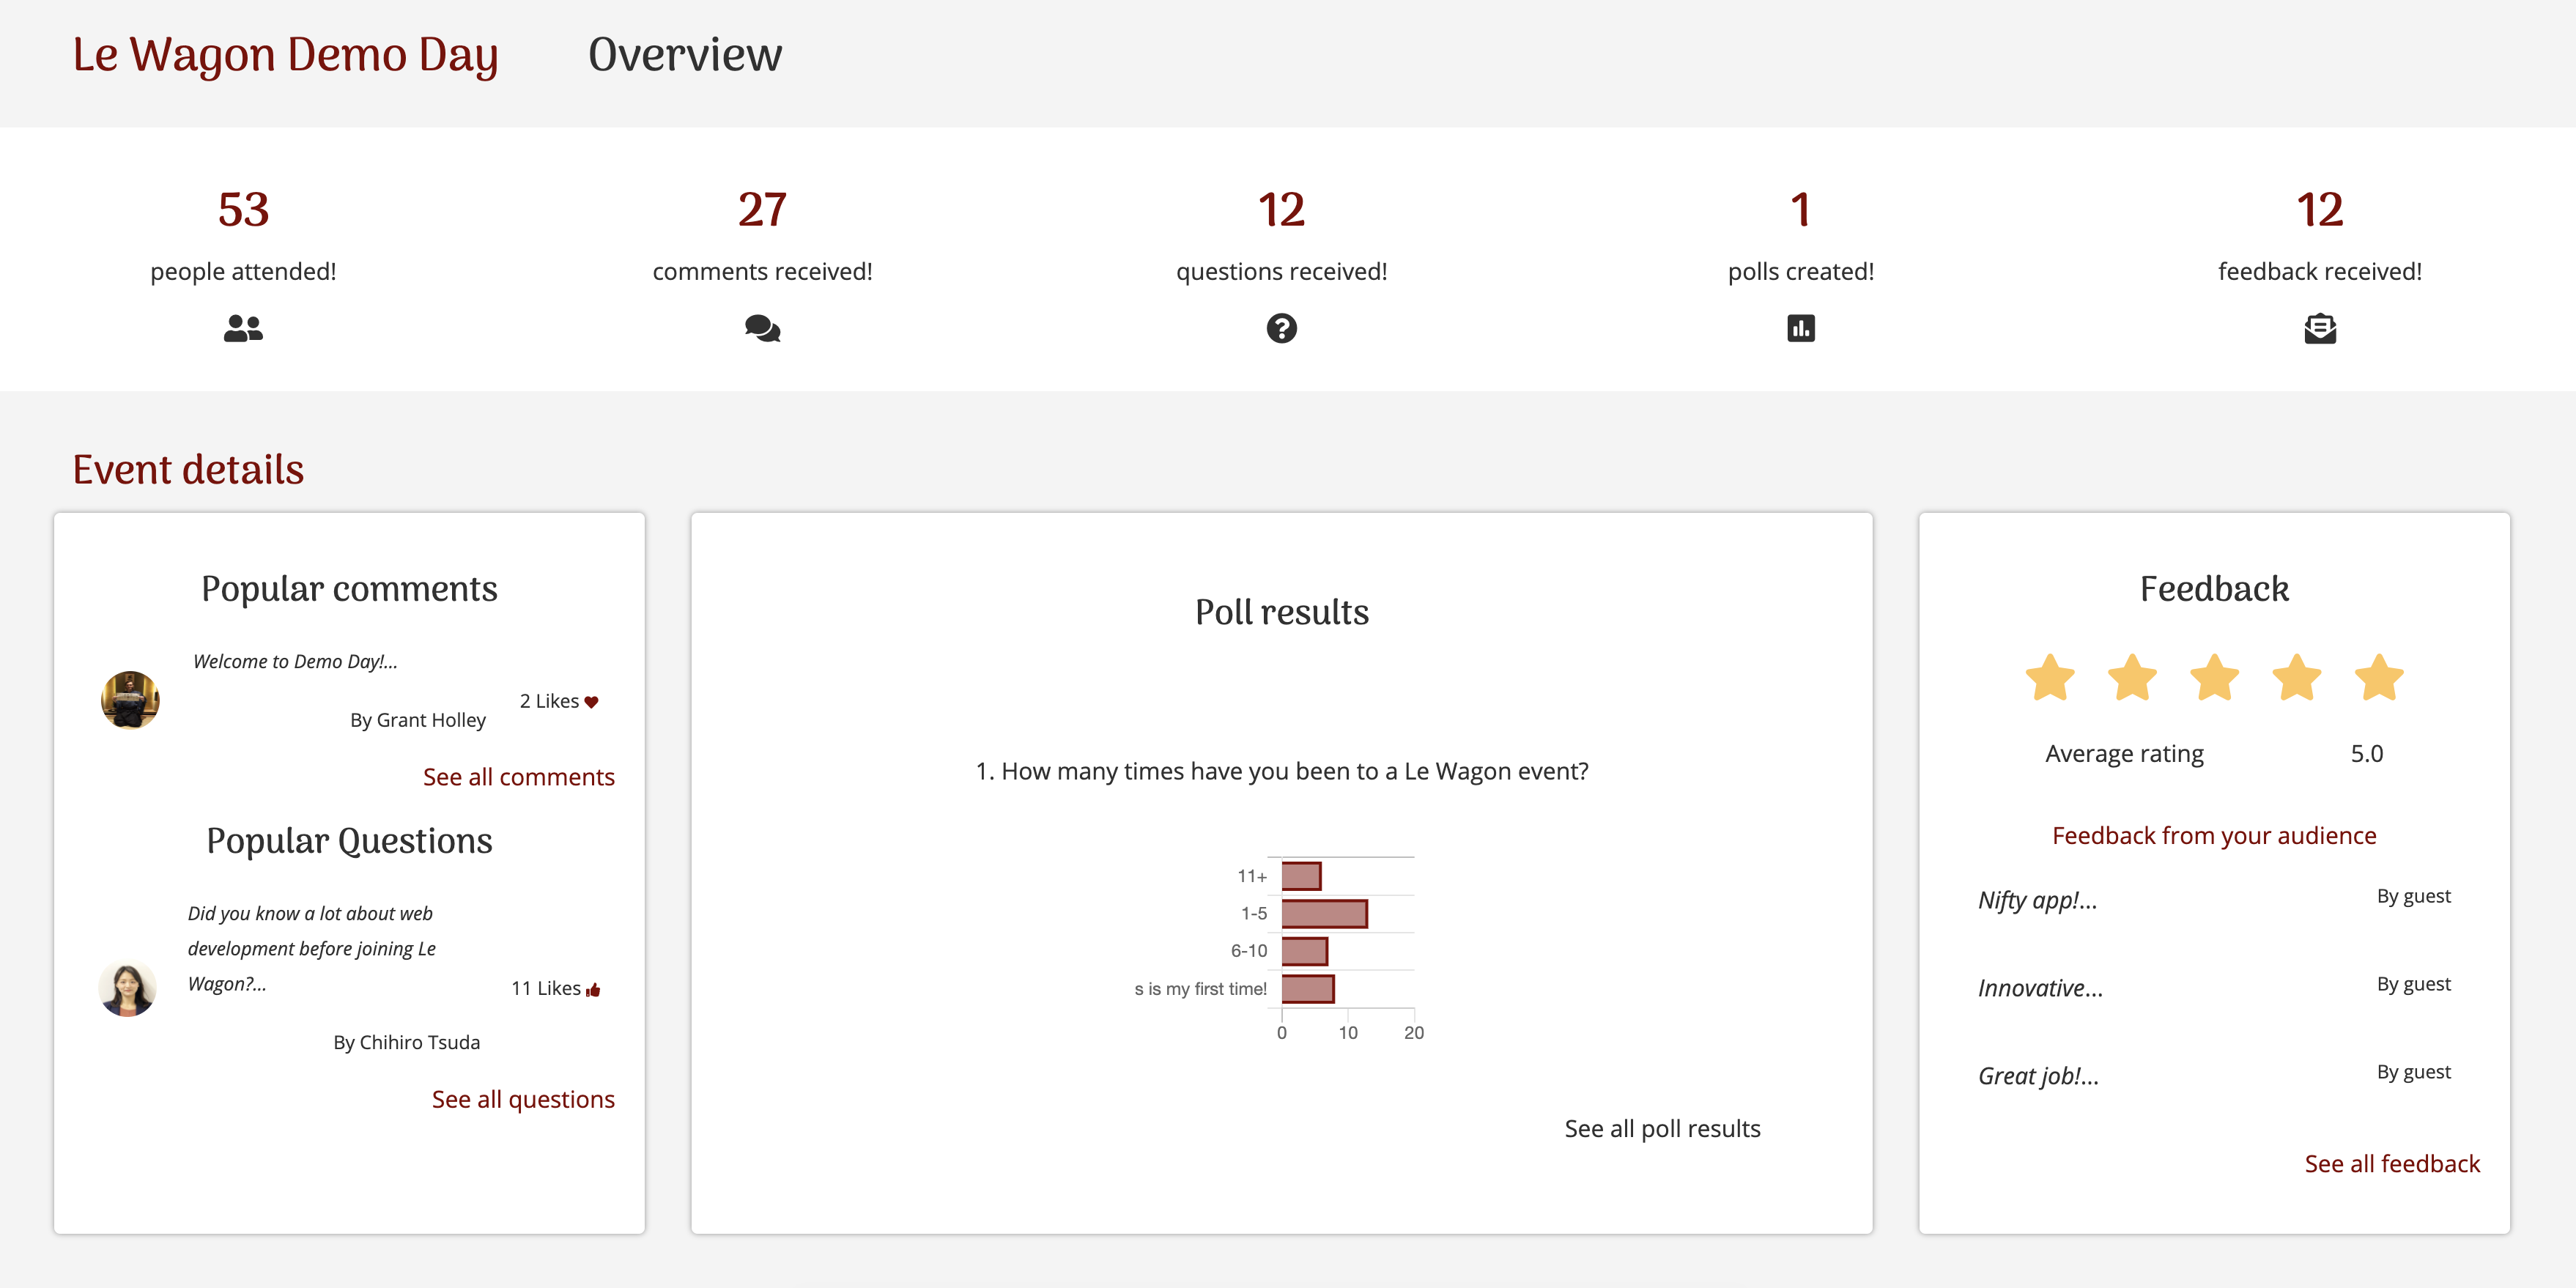 Le Wagon Demo Day Overview
53
people attended!
27
comments received!
12
questions received!
1
polls created!
12
feedback received!
Event details
Popular comments
Welcome to Demo Day!...
2 Likes
By Grant Holley
See all comments
Popular Questions
Did you know a lot about web
development before joining Le
Wagon?...
11 Likes
By Chihiro Tsuda
See all questions
Poll results
1. How many times have you been to a Le Wagon event?
11+
1-5
6-10
s is my first time!
0 10 20
See all poll results
Feedback
Average rating 5.0
Feedback from your audience
Nifty app!... By guest
Innovative... By guest
Great job!... By guest
See all feedback